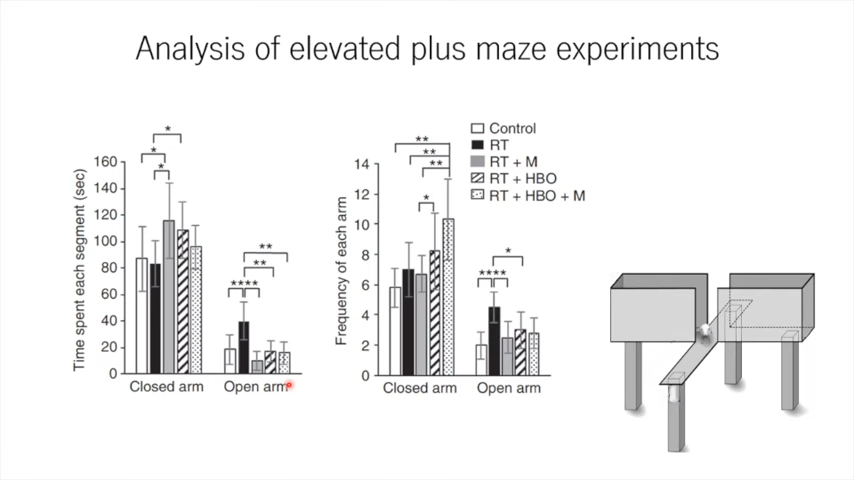 Analysis of elevated plus maze experiments
Time spent each segment (sec)
160
140
120
100
80
60
40
20
0
*
*
*
**
**
****
Closed arm
Open arm
Frequency of each arm
14
12
10
8
6
4
2
0
**
**
**
*
*
****
Closed arm
Open arm
Control
RT
RT + M
RT + HBO
RT + HBO + M